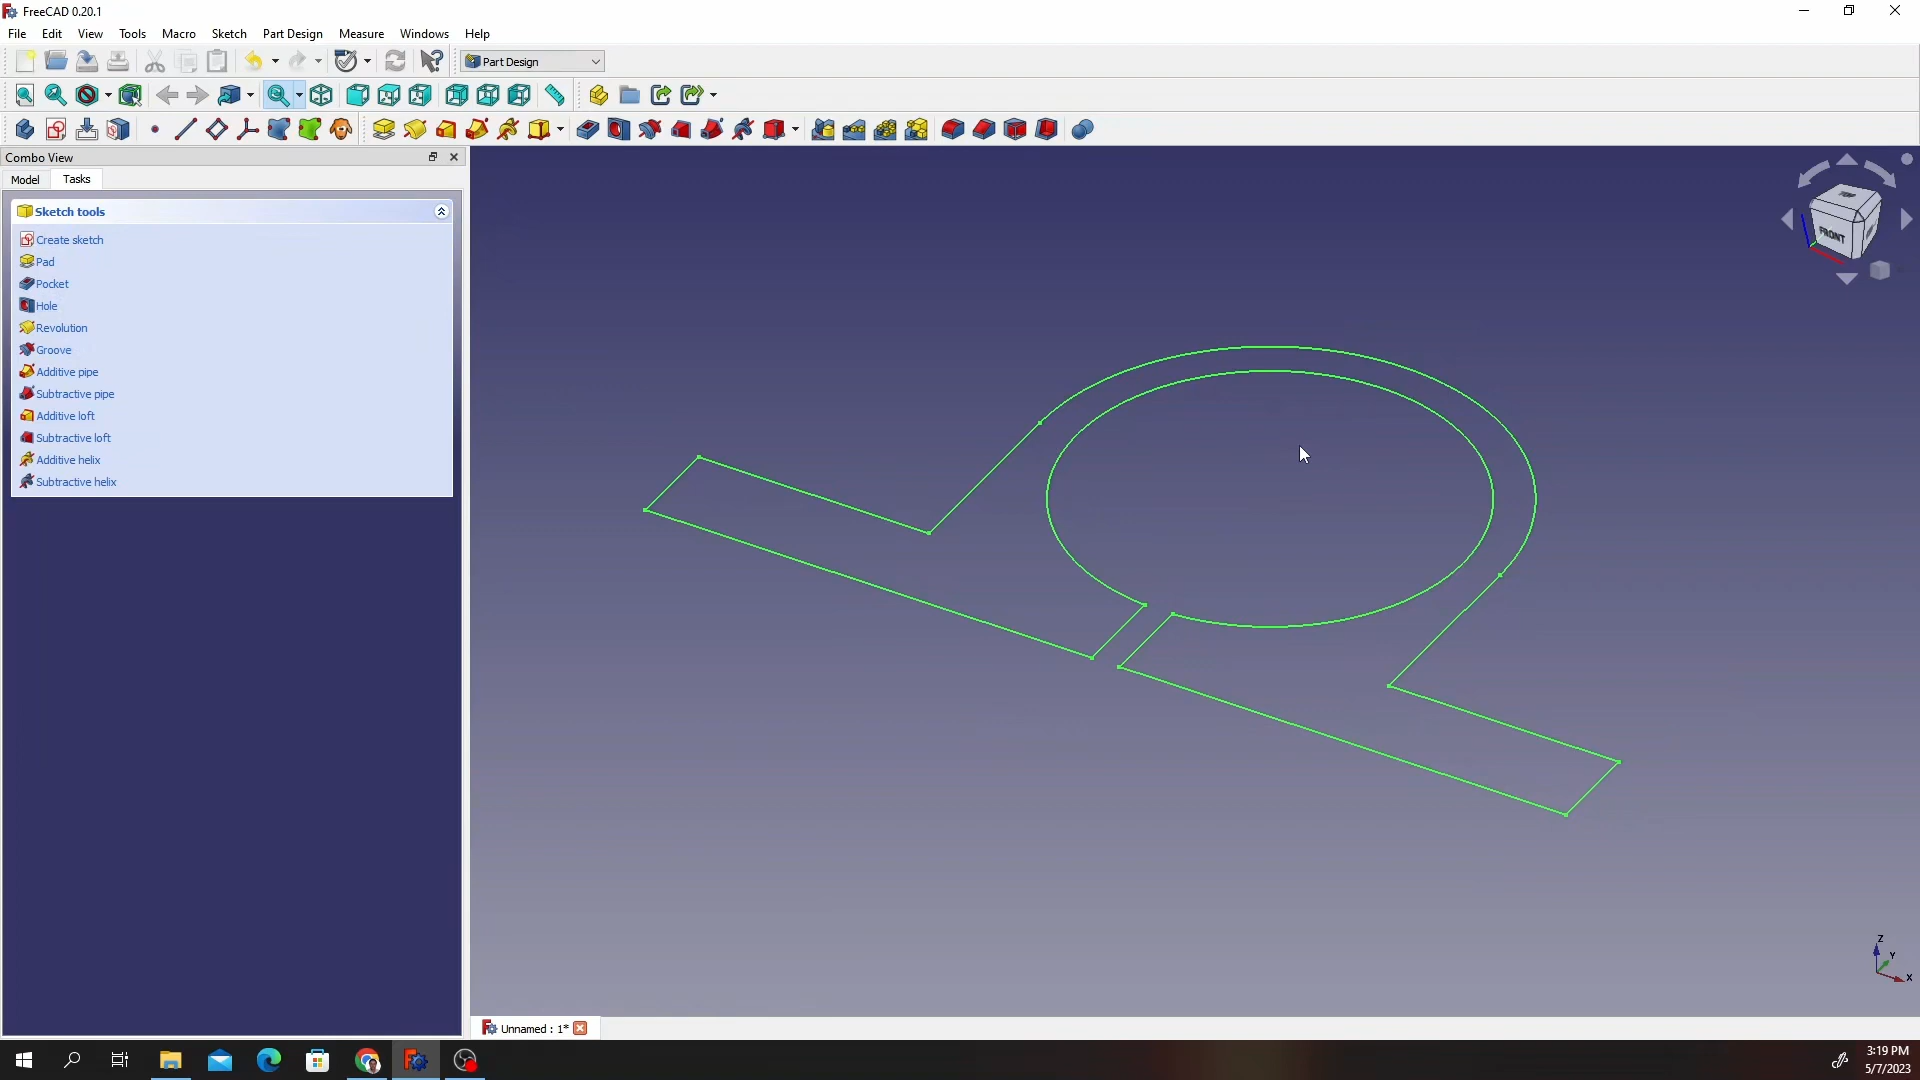 FreeCAD 0.20.1
File Edit View Tools Macro Sketch Part Design Measure Windows Help
Part Design
Combo View
Model Tasks
Sketch tools
Create sketch
Pad
Pocket
Hole
Revolution
Groove
Additive pipe
Subtractive pipe
Additive loft
Subtractive loft
Additive helix
Subtractive helix
FRONT
Z
Y
X
Unnamed : 1*
3:19 PM
5/7/2023